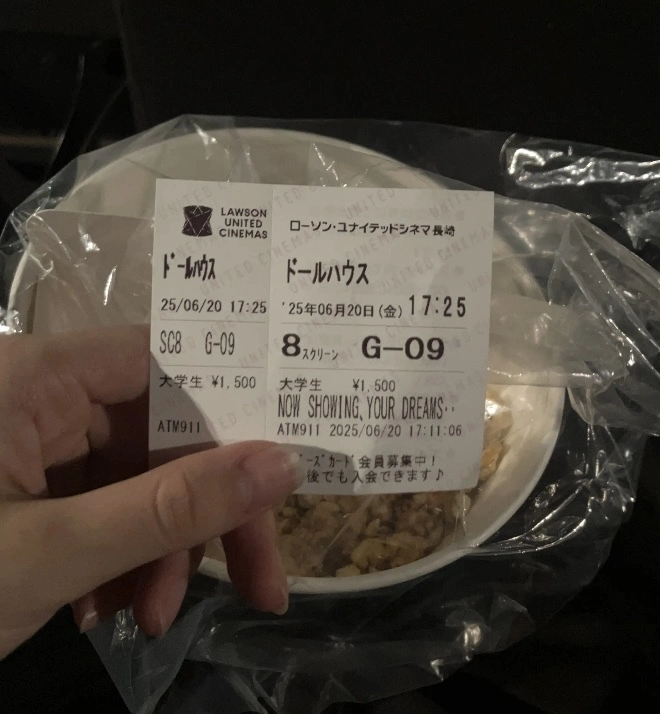 LAWSON
UNITED
CINEMAS
ドールハウス
25/06/20 17:25
SC8 G-09
大学生 ¥1,500
ATM911
ローソン・ユナイテッドシネマ長崎
ドールハウス
'25年06月20日(金) 17:25
8スクリーン G-09
大学生 ¥1,500
NOW SHOWING,YOUR DREAMS··
ATM911 2025/06/20 17:11:06
ーズカード会員募集中!
後でも入会できます♪